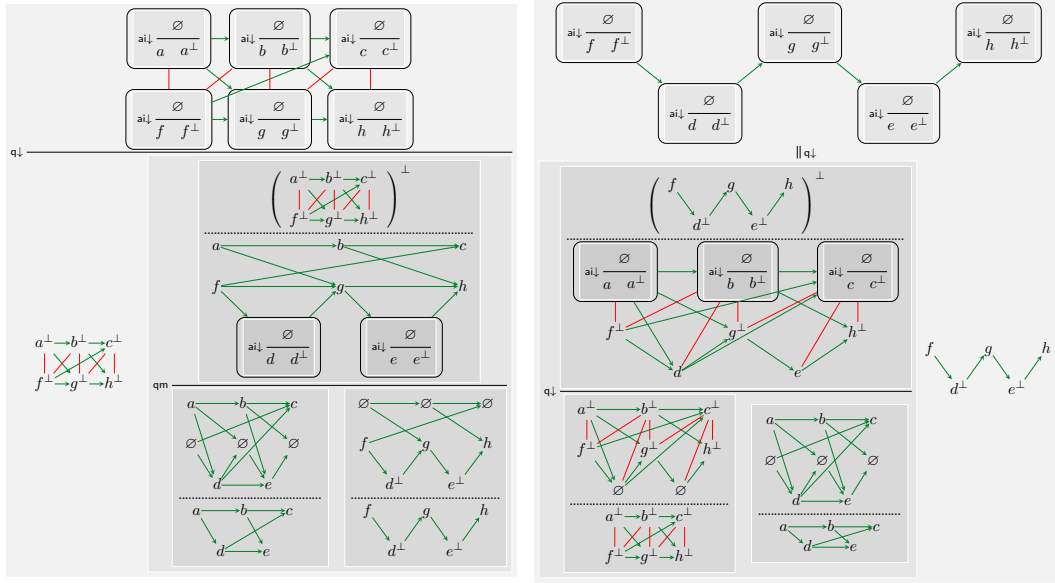 ∅ ∅ ∅
ai↓ ai↓ ai↓
a a⊥ b b⊥ c c⊥
∅ ∅ ∅
ai↓ ai↓ ai↓
f f⊥ g g⊥ h h⊥
q↓
( a⊥ b⊥ c⊥ ) ⊥
f⊥ g⊥ h⊥
a b c
f g h
∅ ∅
ai↓ ai↓
d d⊥ e e⊥
a⊥ b⊥ c⊥
f⊥ g⊥ h⊥
qm
a b c
∅ ∅ ∅
d e
a b c
d e
∅ ∅ ∅
f g h
d⊥ e⊥
f g h
d⊥ e⊥
∅ ∅ ∅
ai↓ ai↓ ai↓
f f⊥ g g⊥ h h⊥
∅ ∅
ai↓ ai↓
d d⊥ e e⊥
‖ q↓
( f g h ) ⊥
d⊥ e⊥
∅ ∅ ∅
ai↓ ai↓ ai↓
a a⊥ b b⊥ c c⊥
f⊥ g⊥ h⊥
d e
f g h
d⊥ e⊥
q↓
a⊥ b⊥ c⊥
f⊥ g⊥ h⊥
∅ ∅
a⊥ b⊥ c⊥
f⊥ g⊥ h⊥
a b c
∅ ∅ ∅
d e
a b c
d e